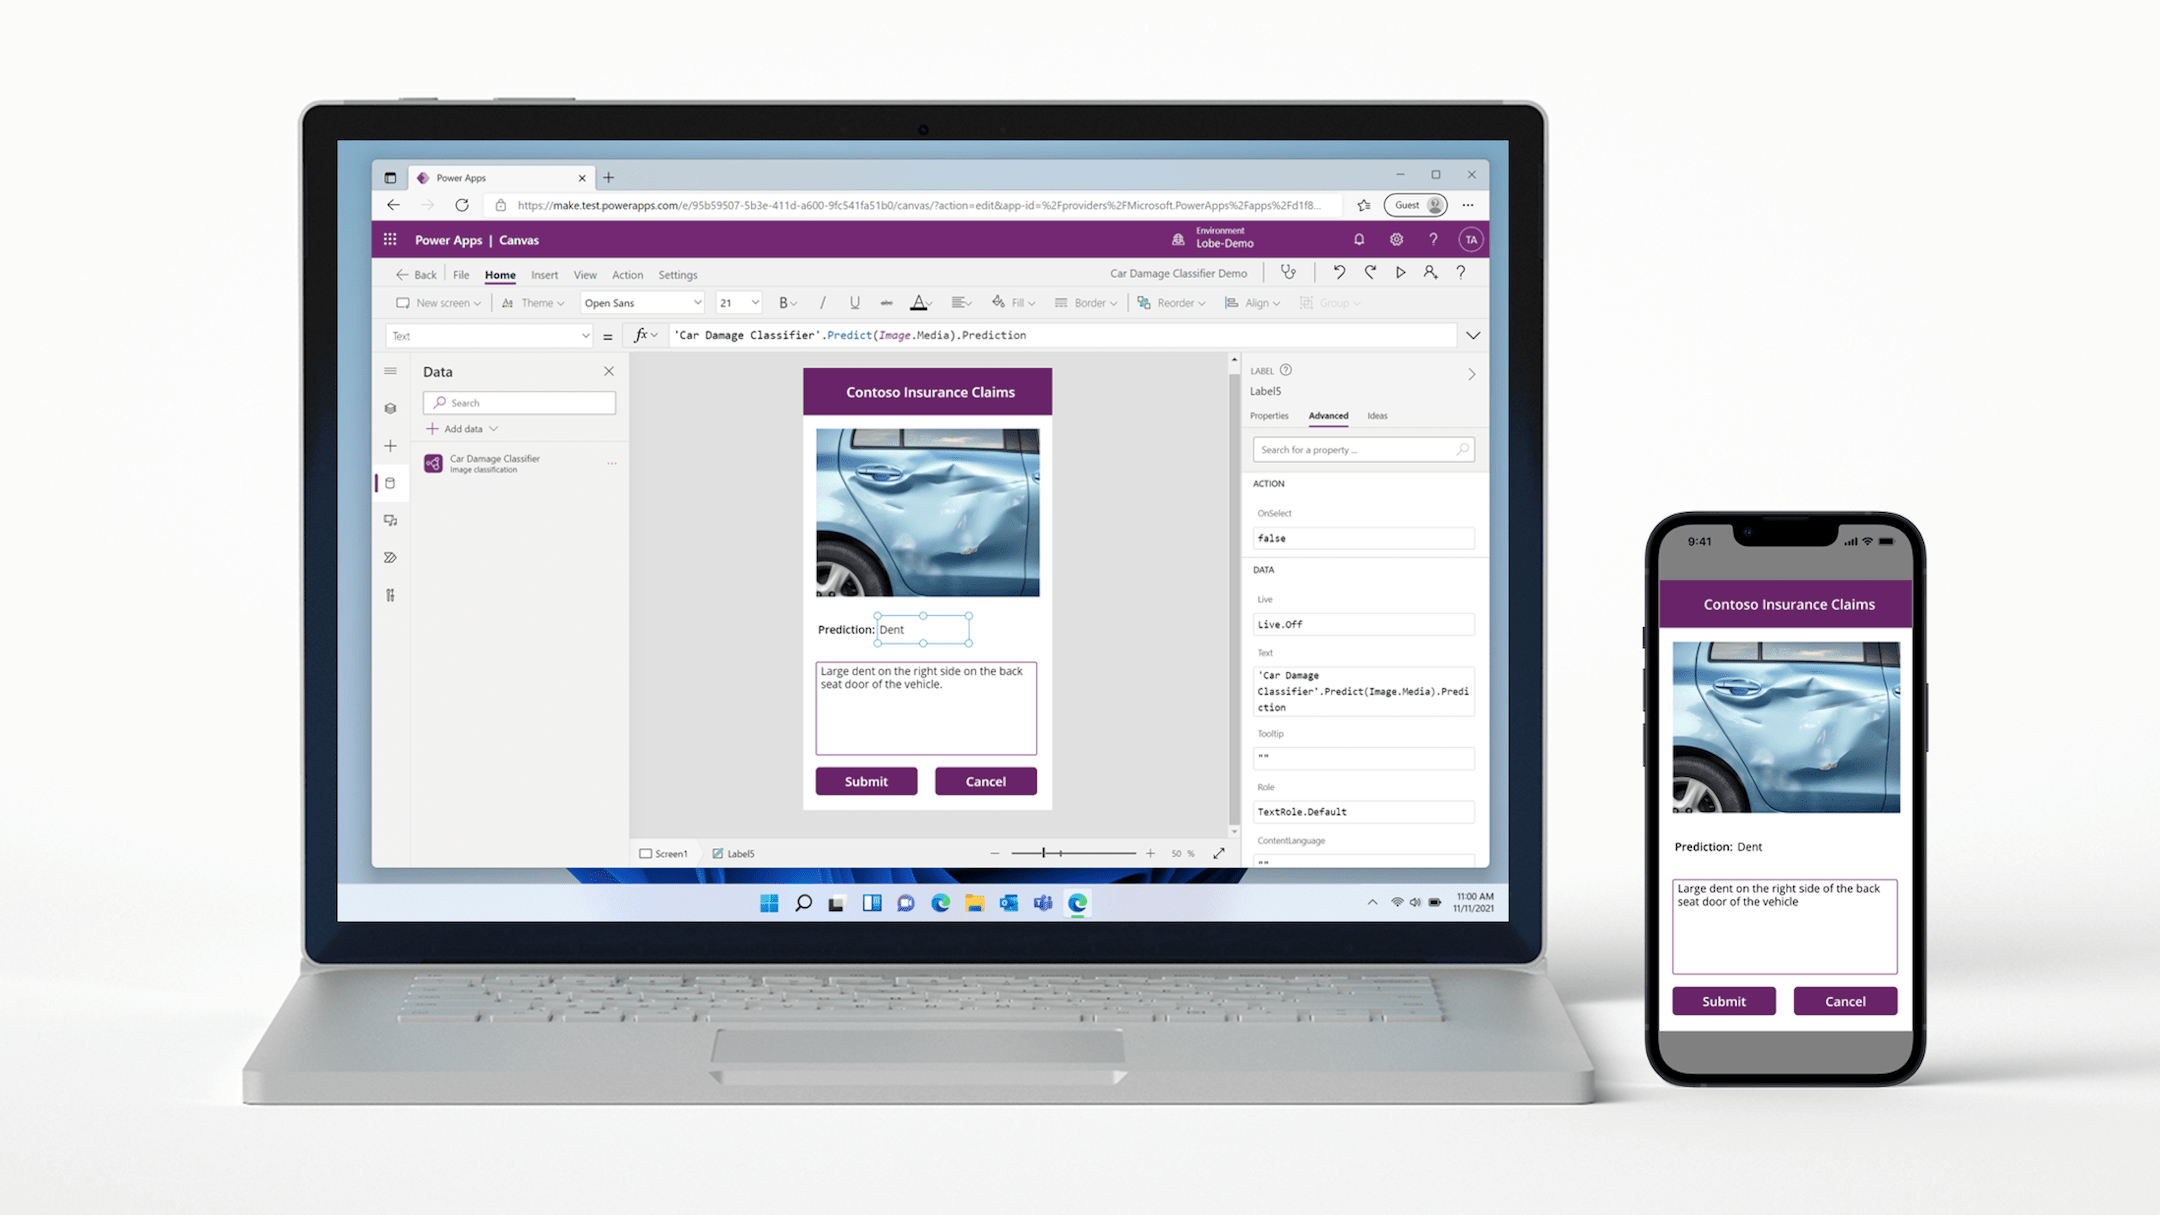 Power Apps
https://make.test.powerapps.com/e/95b59507-5b3e-411d-a600-9fc541fa51b0/canvas/?action=edit&app-id=%2Fproviders%2FMicrosoft.PowerApps%2Fapps%2Fd1f8...
Guest
Power Apps | Canvas
Environment
Lobe-Demo
TA
Back File Home Insert View Action Settings
Car Damage Classifier Demo
New screen Theme Open Sans 21 B / U abc A Fill Border Reorder Align Group
Text = fx 'Car Damage Classifier'.Predict(Image.Media).Prediction
Data
Search
Add data
Car Damage Classifier
Image classification
Contoso Insurance Claims
Prediction: Dent
Large dent on the right side on the back
seat door of the vehicle.
Submit Cancel
Screen1 Label5
50 %
LABEL
Label5
Properties Advanced Ideas
Search for a property ...
ACTION
OnSelect
false
DATA
Live
Live.Off
Text
'Car Damage
Classifier'.Predict(Image.Media).Predi
ction
Tooltip
""
Role
TextRole.Default
ContentLanguage
""
11:00 AM
11/11/2021
9:41
Contoso Insurance Claims
Prediction: Dent
Large dent on the right side of the back
seat door of the vehicle
Submit Cancel